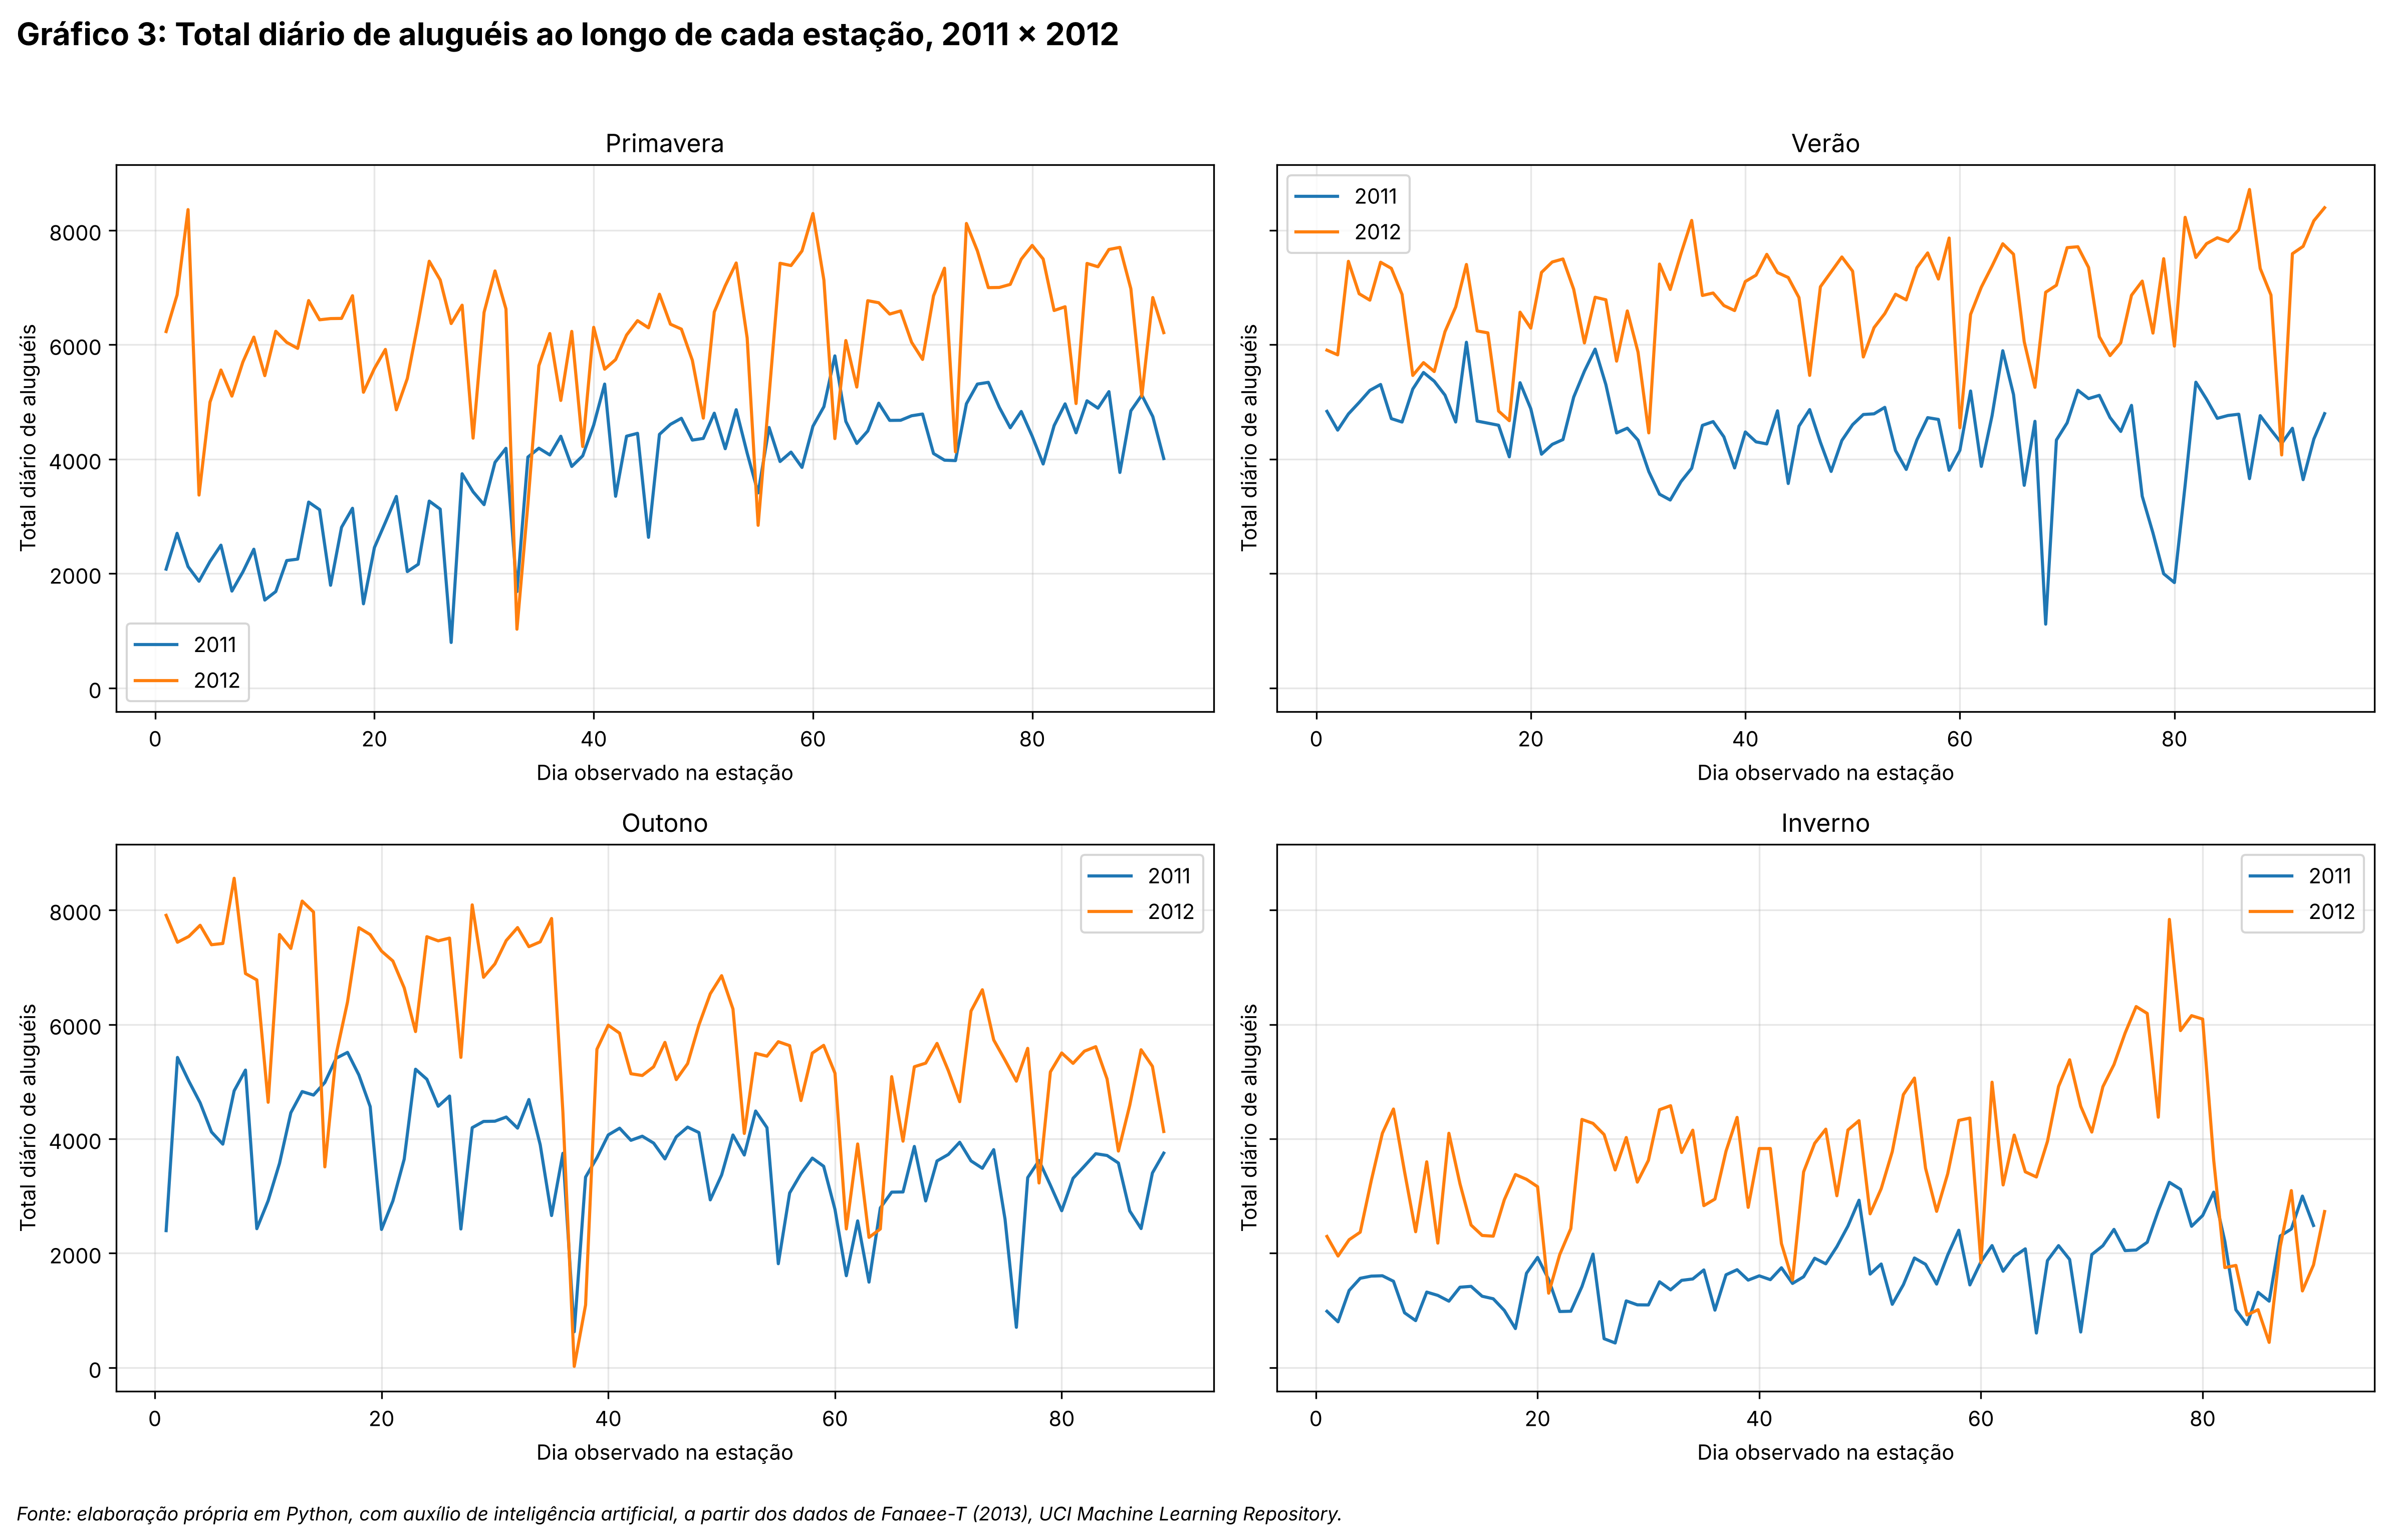 Gráfico 3: Total diário de aluguéis ao longo de cada estação, 2011 × 2012
Primavera
Total diário de aluguéis
8000
6000
4000
2000
0
2011
2012
0 20 40 60 80
Dia observado na estação
Verão
Total diário de aluguéis
2011
2012
0 20 40 60 80
Dia observado na estação
Outono
Total diário de aluguéis
8000
6000
4000
2000
0
2011
2012
0 20 40 60 80
Dia observado na estação
Inverno
Total diário de aluguéis
2011
2012
0 20 40 60 80
Dia observado na estação
Fonte: elaboração própria em Python, com auxílio de inteligência artificial, a partir dos dados de Fanaee-T (2013), UCI Machine Learning Repository.